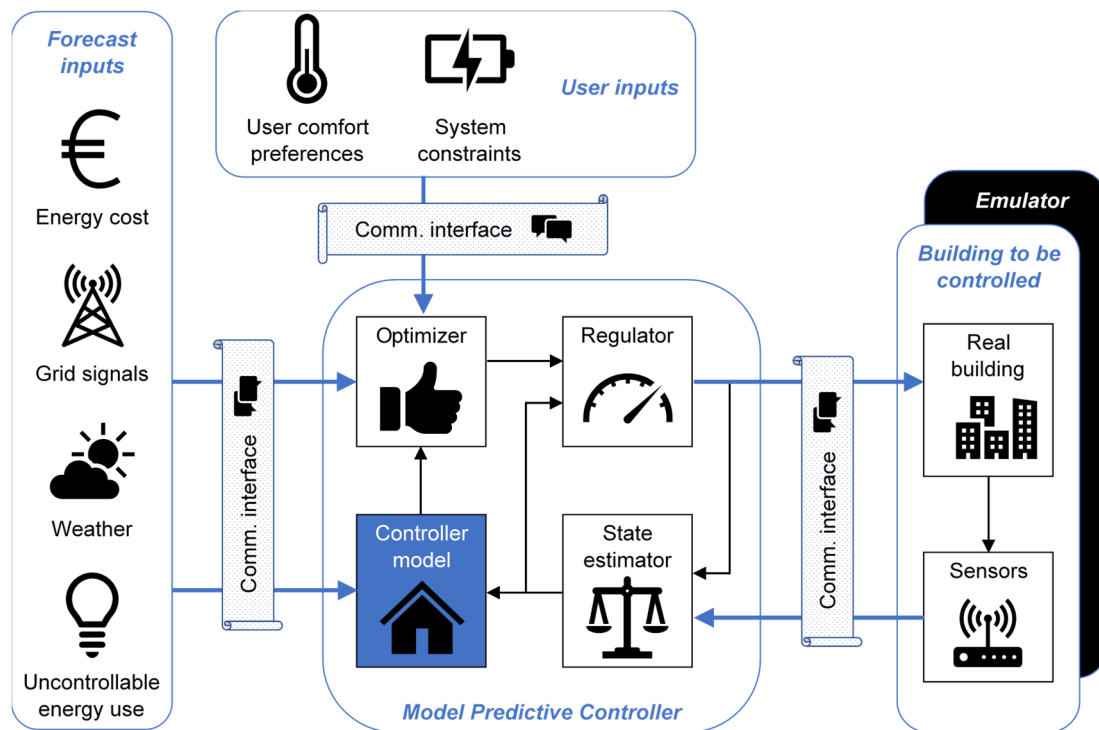 Forecast
inputs
Energy cost
Grid signals
Weather
Uncontrollable
energy use
User comfort
preferences
System
constraints
User inputs
Comm. interface
Comm. interface
Optimizer
Regulator
Controller
model
State
estimator
Model Predictive Controller
Comm. interface
Emulator
Building to be
controlled
Real
building
Sensors